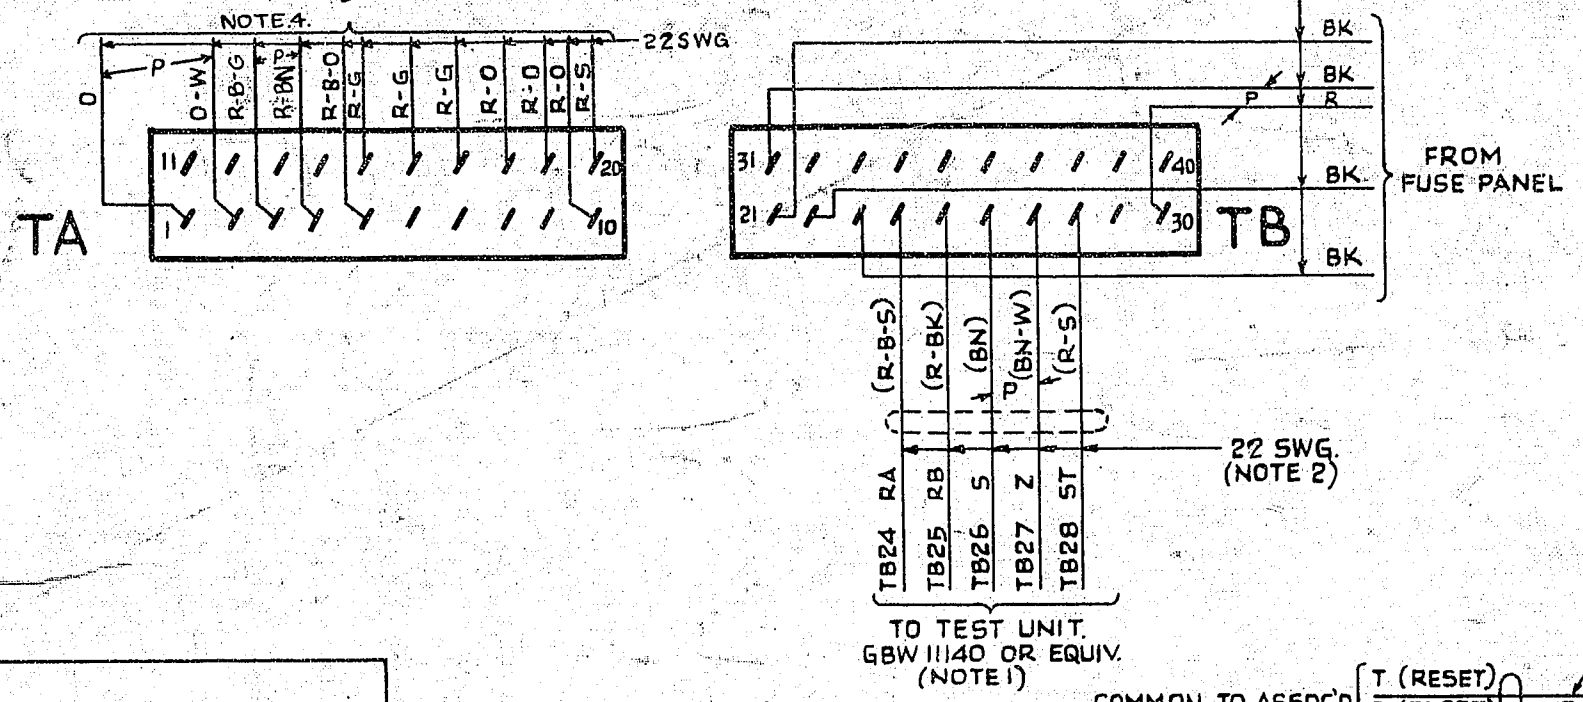 NOTE.4.
22 SWG
P
P
O
O-W
R-B-G
R-BN
R-B-O
R-G
R-G
R-G
R-O
R-O
R-O
R-S
11
20
1
10
TA
BK
BK
P
R
BK
BK
FROM
FUSE PANEL
31
40
21
30
TB
(R-B-S)
(R-BK)
(BN)
P
(BN-W)
(R-S)
22 SWG.
(NOTE 2)
TB24 RA
TB25 RB
TB26 S
TB27 Z
TB28 ST
TO TEST UNIT.
GBW 11140 OR EQUIV.
(NOTE 1)
T (RESET)
COMMON TO